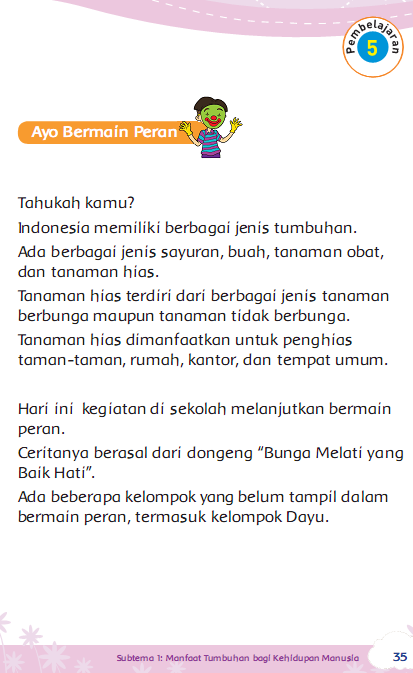 Pembelajaran
5
Ayo Bermain Peran
Tahukah kamu?
Indonesia memiliki berbagai jenis tumbuhan.
Ada berbagai jenis sayuran, buah, tanaman obat,
dan tanaman hias.
Tanaman hias terdiri dari berbagai jenis tanaman
berbunga maupun tanaman tidak berbunga.
Tanaman hias dimanfaatkan untuk penghias
taman-taman, rumah, kantor, dan tempat umum.
Hari ini kegiatan di sekolah melanjutkan bermain
peran.
Ceritanya berasal dari dongeng “Bunga Melati yang
Baik Hati”.
Ada beberapa kelompok yang belum tampil dalam
bermain peran, termasuk kelompok Dayu.
Subtema 1: Manfaat Tumbuhan bagi Kehidupan Manusia
35